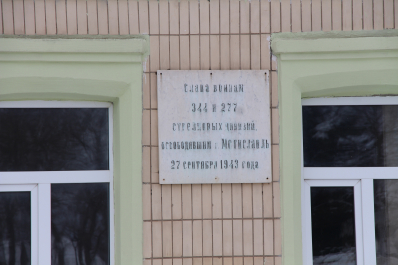 Слава воинам
344 и 277
стрелковых дивизий,
освободившим г. Мстиславль
27 сентября 1943 года.